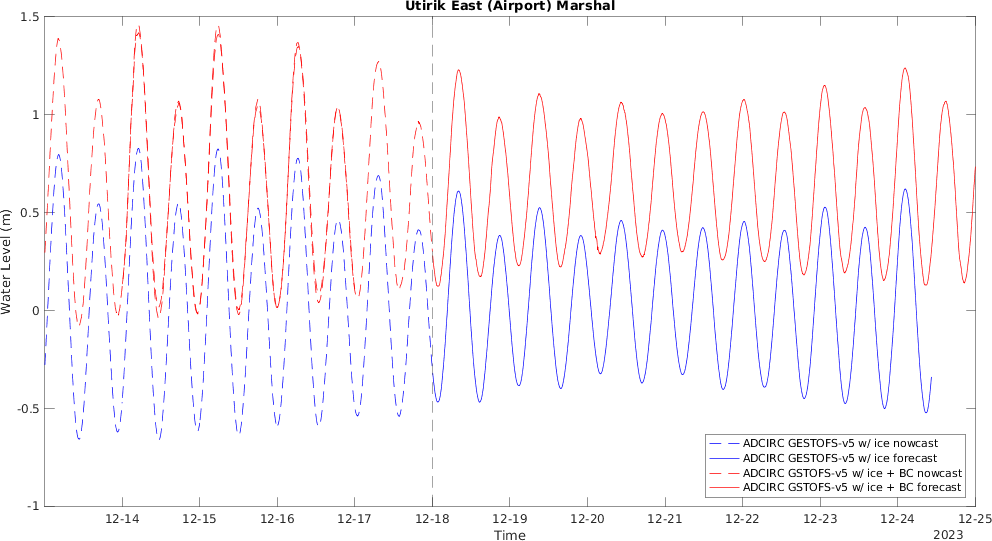 Utirik East (Airport) Marshal
1.5
1
0.5
0
-0.5
-1
Water Level (m)
12-14 12-15 12-16 12-17 12-18 12-19 12-20 12-21 12-22 12-23 12-24 12-25
Time
2023
ADCIRC GESTOFS-v5 w/ ice nowcast
ADCIRC GESTOFS-v5 w/ ice forecast
ADCIRC GSTOFS-v5 w/ ice + BC nowcast
ADCIRC GSTOFS-v5 w/ ice + BC forecast